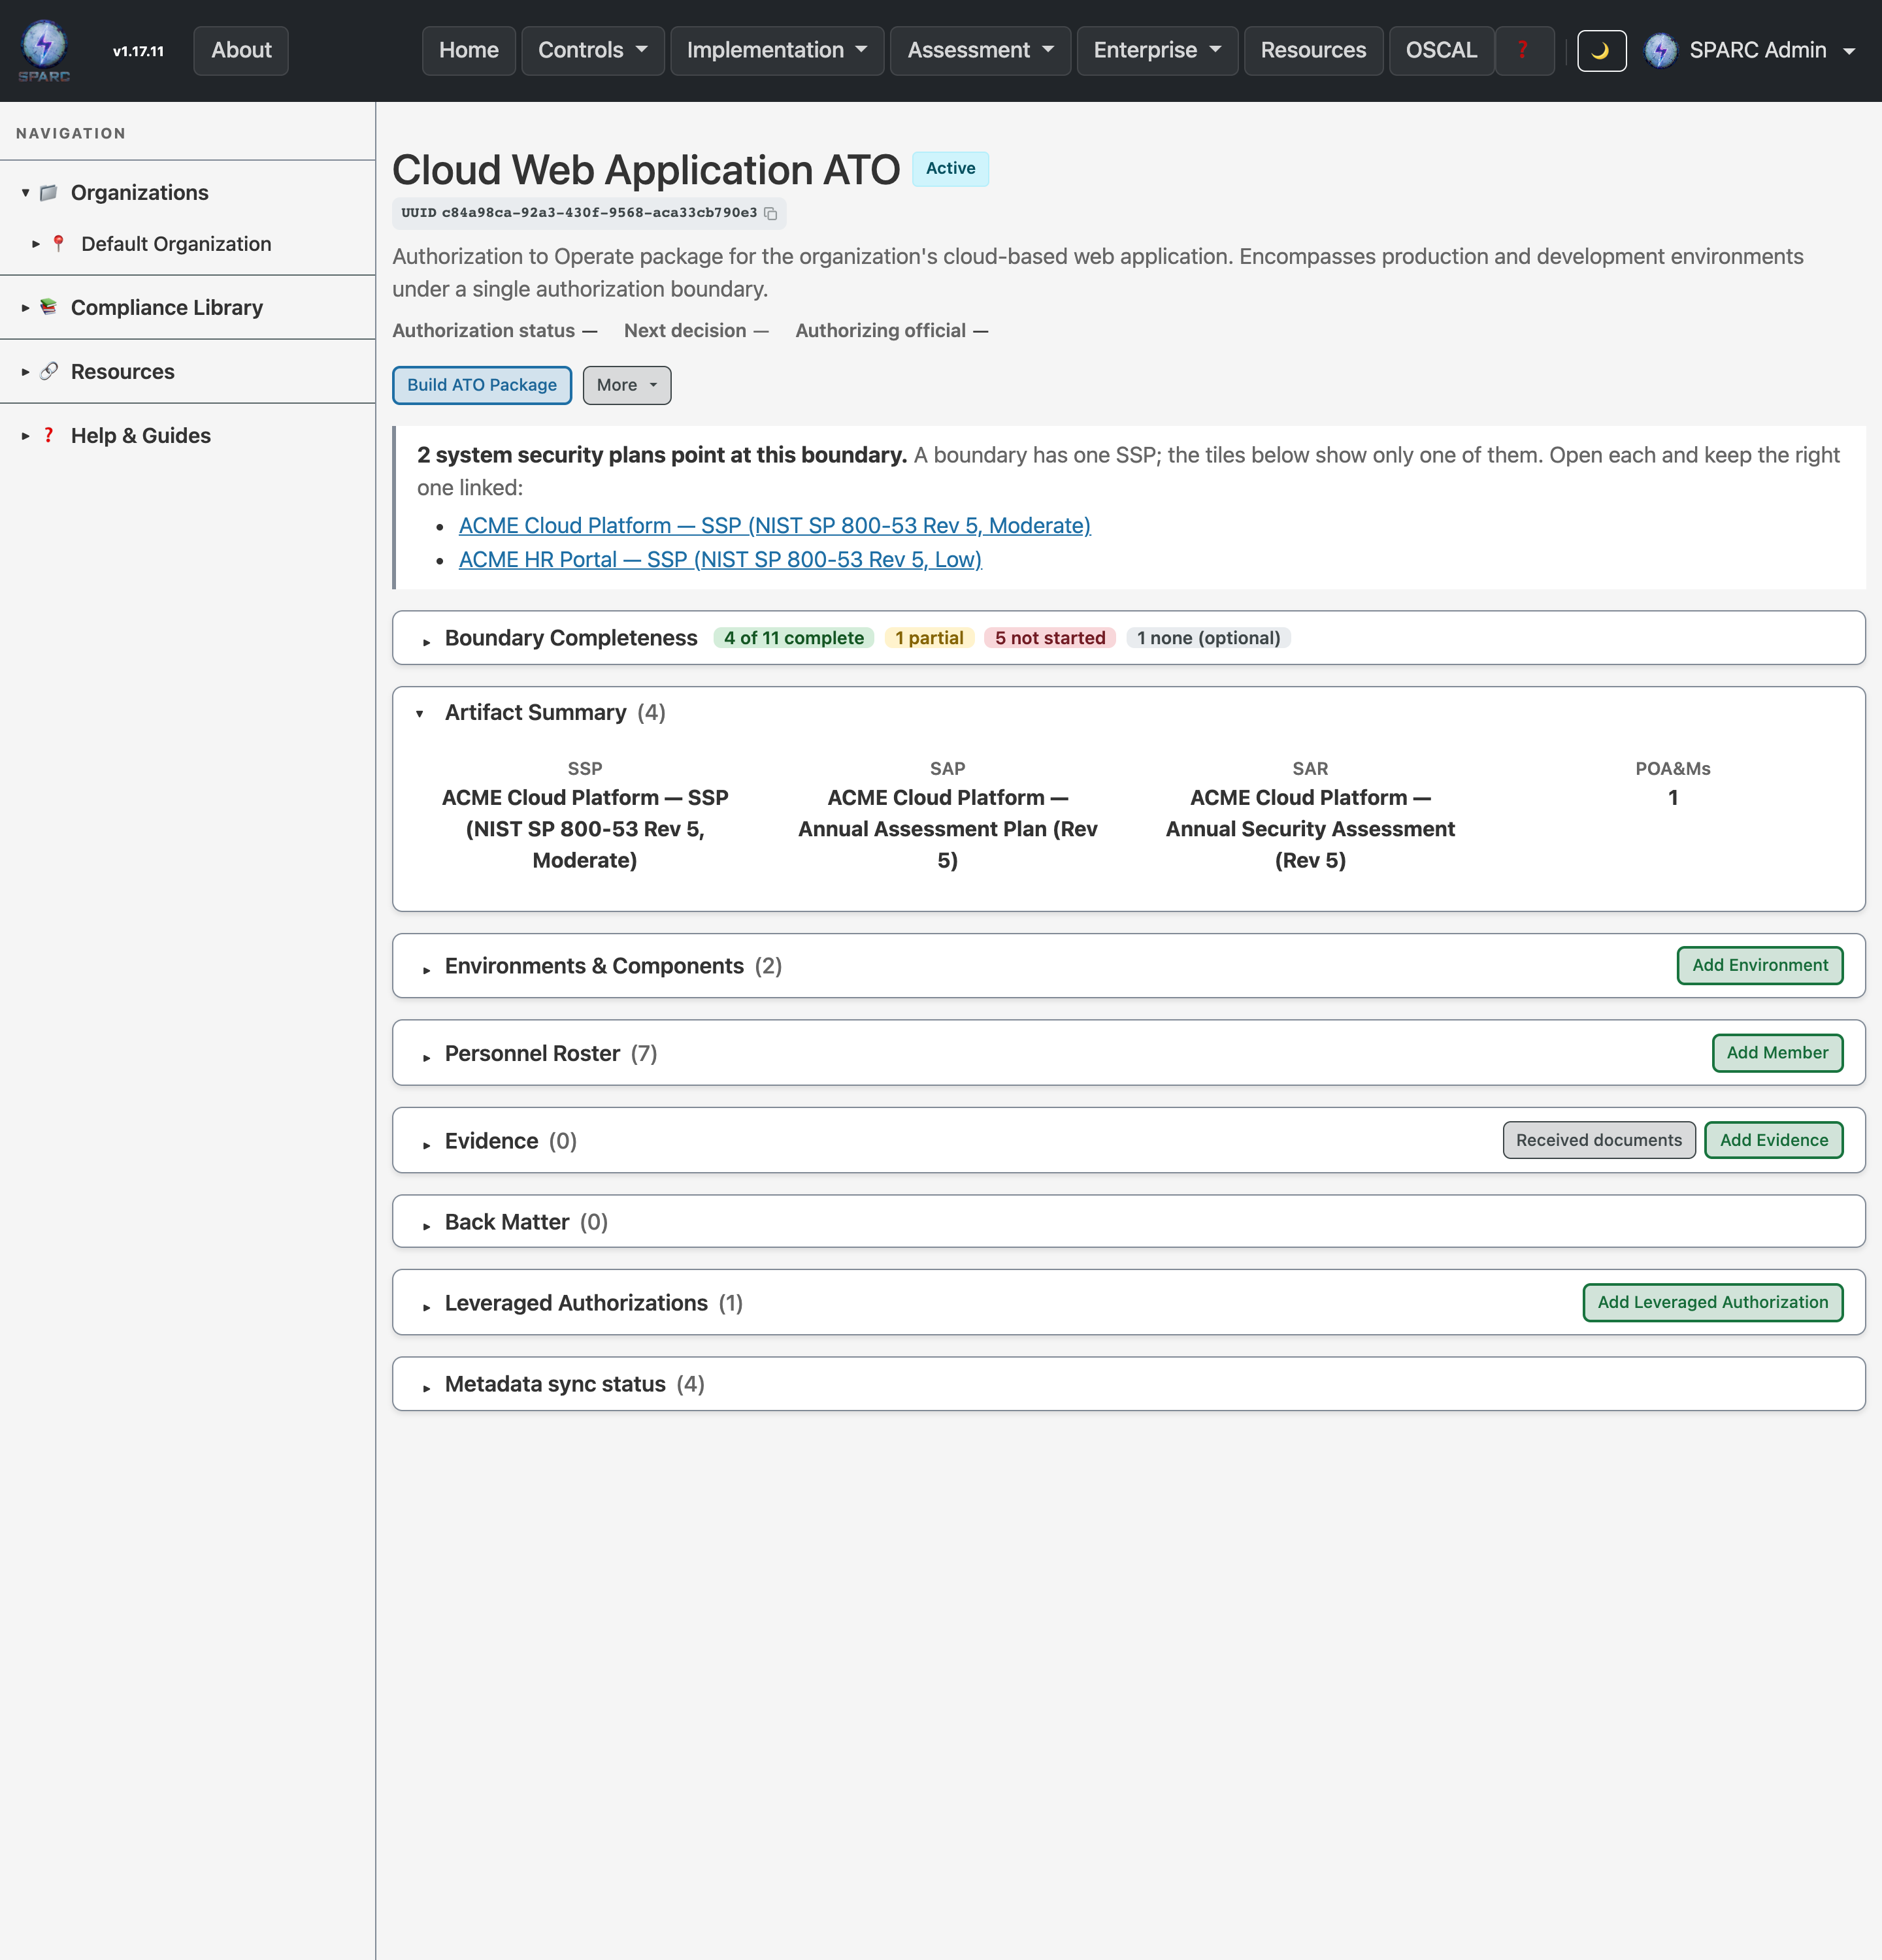 SPARC
v1.17.11
About
Home
Controls
Implementation
Assessment
Enterprise
Resources
OSCAL
?
SPARC Admin
NAVIGATION
Organizations
Default Organization
Compliance Library
Resources
Help & Guides
Cloud Web Application ATO
Active
UUID c84a98ca-92a3-430f-9568-aca33cb790e3
Authorization to Operate package for the organization's cloud-based web application. Encompasses production and development environments
under a single authorization boundary.
Authorization status — Next decision — Authorizing official —
Build ATO Package
More
2 system security plans point at this boundary. A boundary has one SSP; the tiles below show only one of them. Open each and keep the right
one linked:
• ACME Cloud Platform — SSP (NIST SP 800-53 Rev 5, Moderate)
• ACME HR Portal — SSP (NIST SP 800-53 Rev 5, Low)
Boundary Completeness 4 of 11 complete 1 partial 5 not started 1 none (optional)
Artifact Summary (4)
SSP
ACME Cloud Platform — SSP
(NIST SP 800-53 Rev 5,
Moderate)
SAP
ACME Cloud Platform —
Annual Assessment Plan (Rev
5)
SAR
ACME Cloud Platform —
Annual Security Assessment
(Rev 5)
POA&Ms
1
Environments & Components (2)
Add Environment
Personnel Roster (7)
Add Member
Evidence (0)
Received documents
Add Evidence
Back Matter (0)
Leveraged Authorizations (1)
Add Leveraged Authorization
Metadata sync status (4)